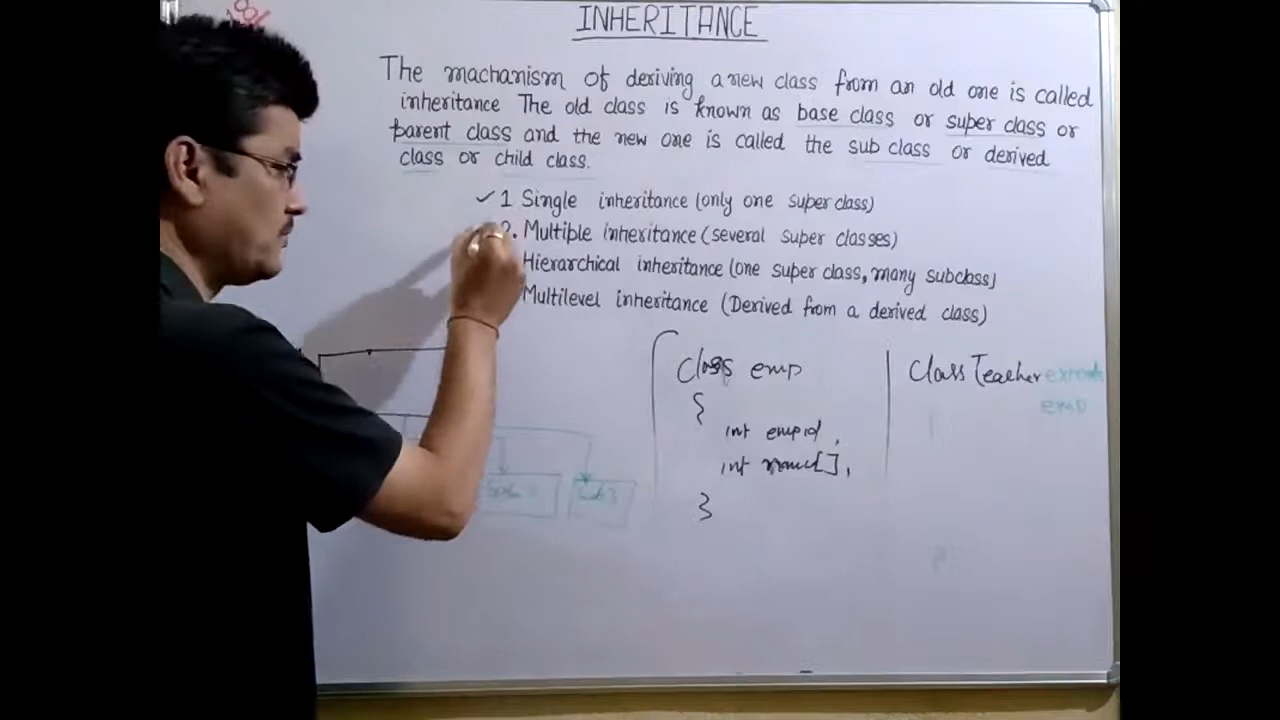 INHERITANCE
The machanism of deriving a new class from an old one is called
inheritance The old class is known as base class or super class or
parent class and the new one is called the sub class or derived
class or child class.
✓ 1 Single inheritance (only one super class)
2. Multiple inheritance (several super classes)
Hierarchical inheritance (one super class, many subclass)
Multilevel inheritance (Derived from a derived class)
Class emp
{
int empid,
int name[],
}
Class Teacher extends
emp